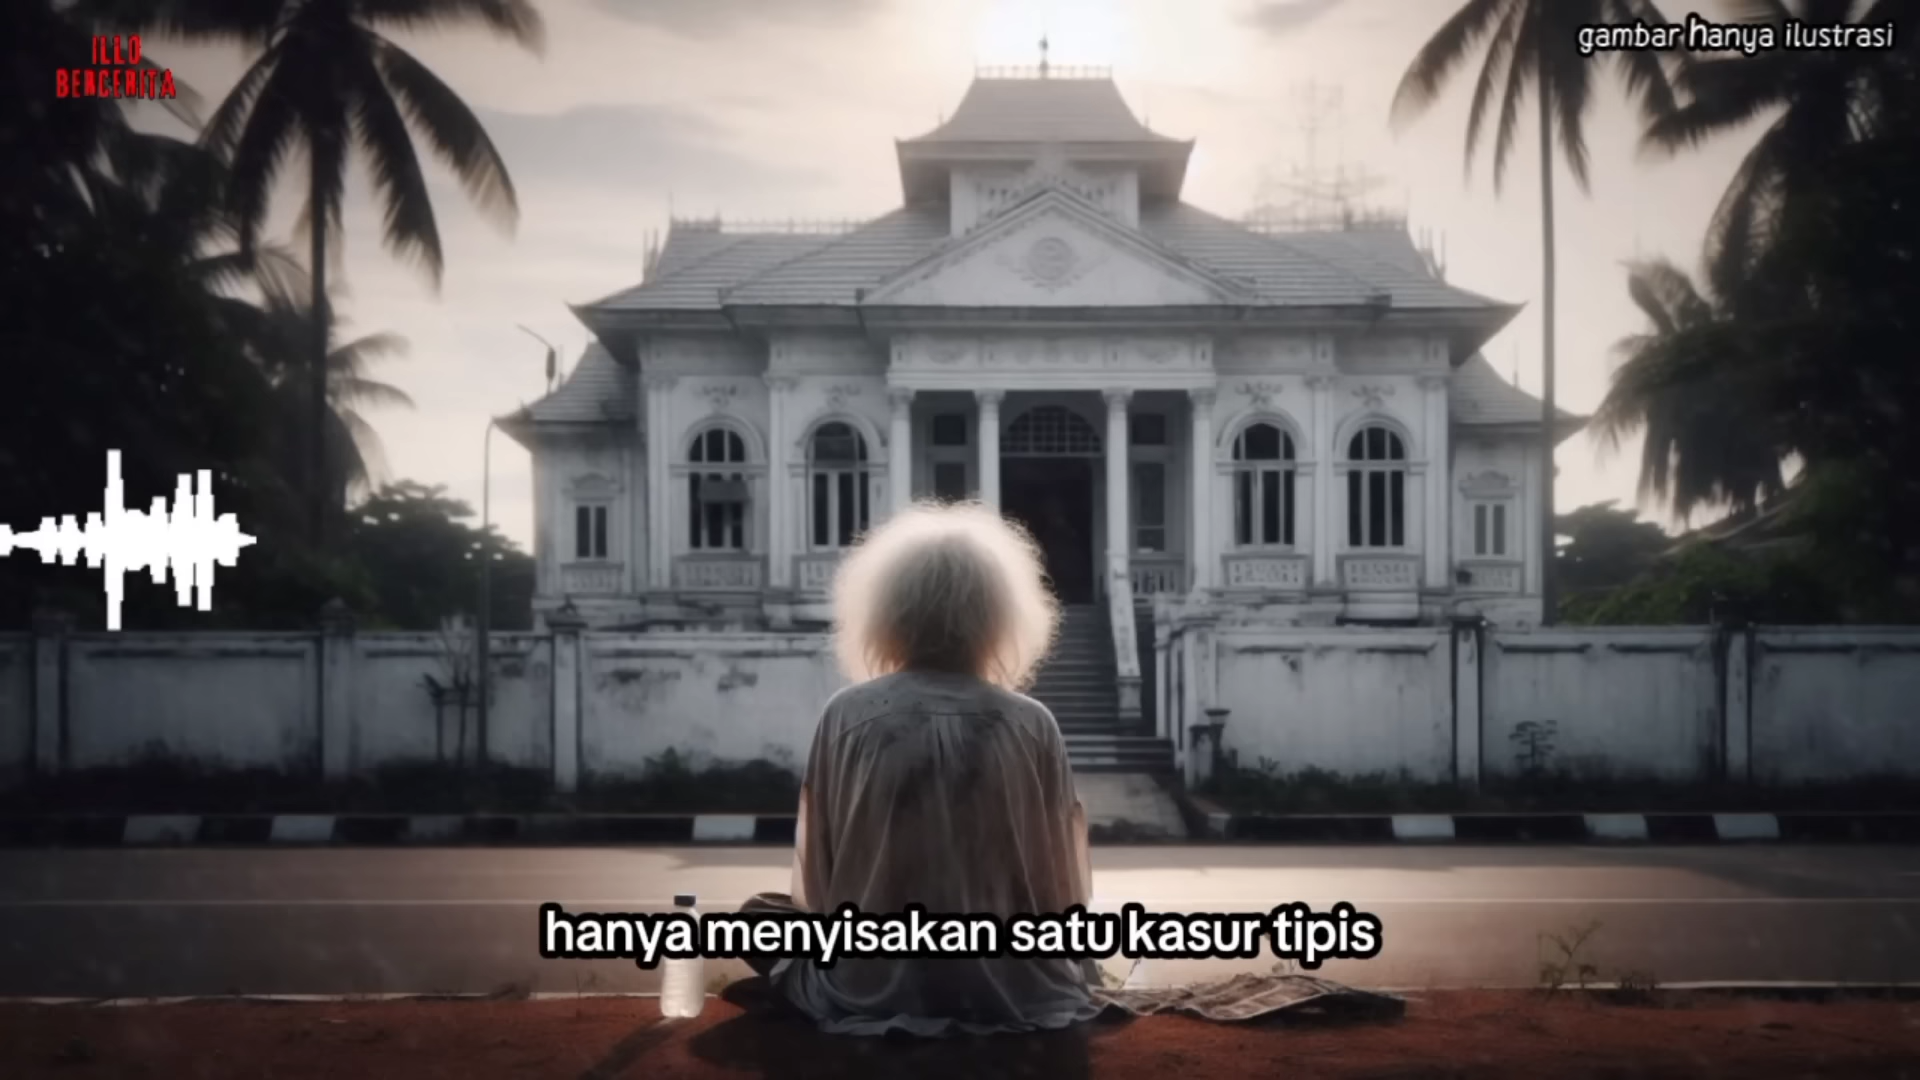 ILLO
BERCERITA
gambar hanya ilustrasi
hanya menyisakan satu kasur tipis